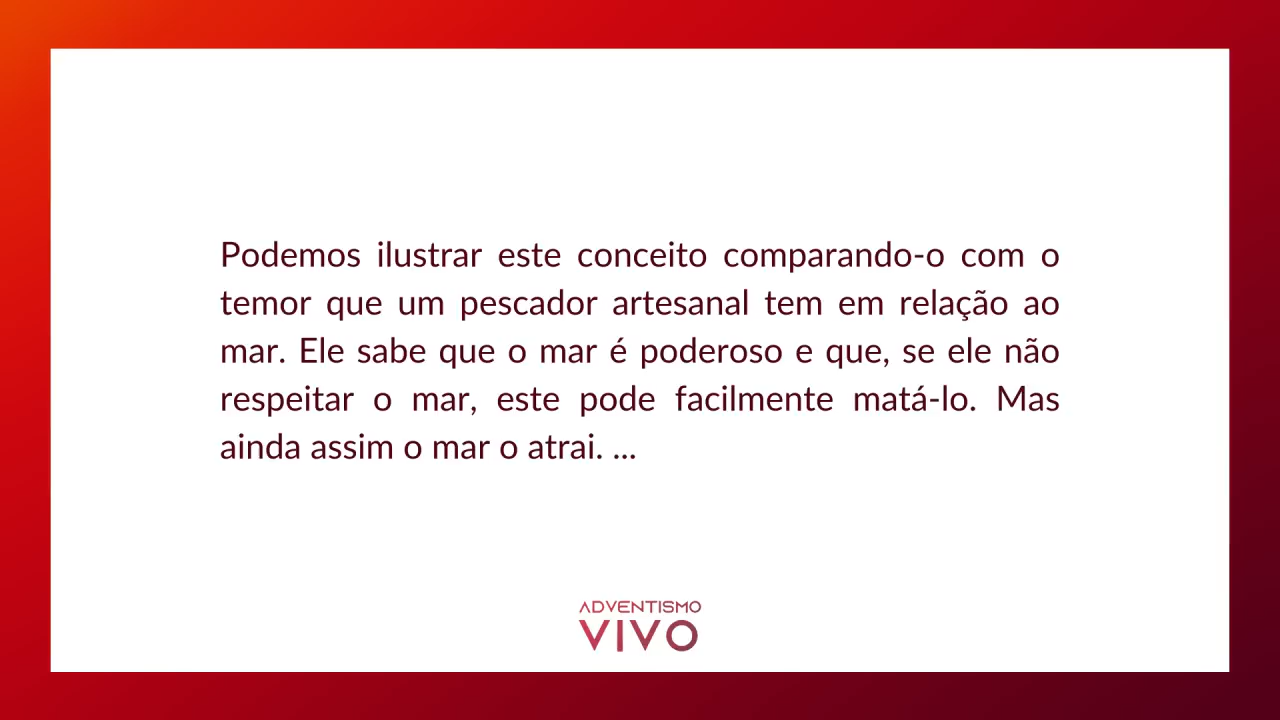 Podemos ilustrar este conceito comparando-o com o
temor que um pescador artesanal tem em relação ao
mar. Ele sabe que o mar é poderoso e que, se ele não
respeitar o mar, este pode facilmente matá-lo. Mas
ainda assim o mar o atrai. ...
ADVENTISMO
VIVO